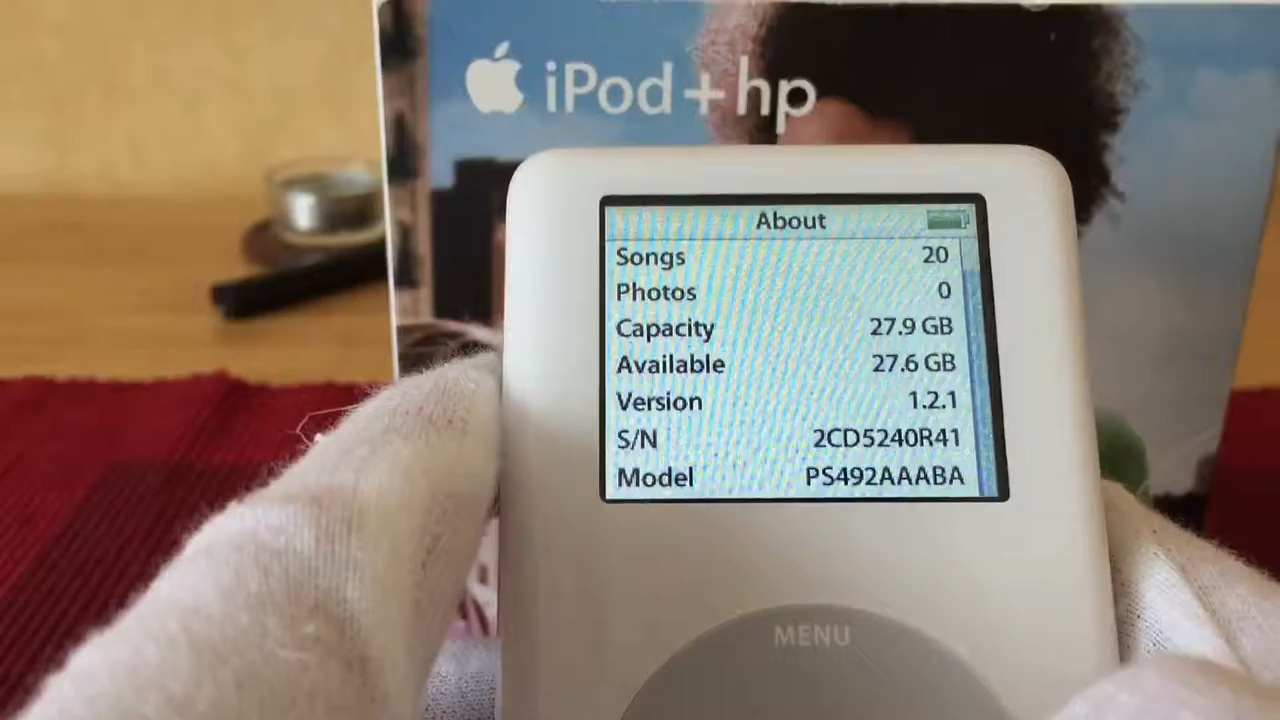 iPod+hp
About
Songs 20
Photos 0
Capacity 27.9 GB
Available 27.6 GB
Version 1.2.1
S/N 2CD5240R41
Model PS492AAABA
MENU